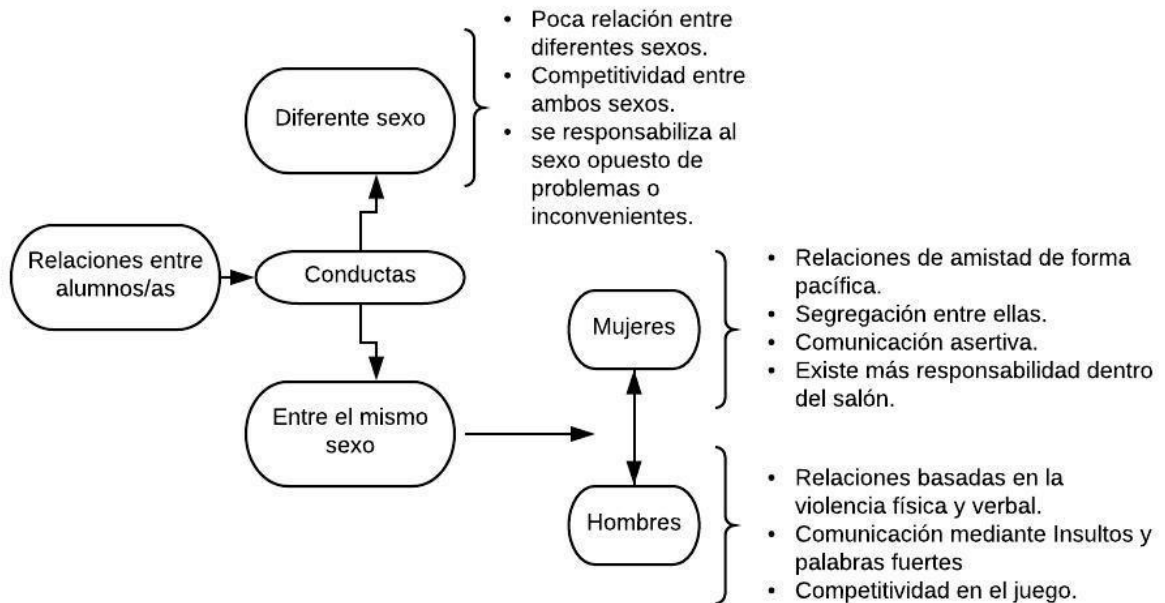 • Poca relación entre
diferentes sexos.
• Competitividad entre
ambos sexos.
• se responsabiliza al
sexo opuesto de
problemas o
inconvenientes.
Diferente sexo
Relaciones entre
alumnos/as
Conductas
Entre el mismo
sexo
Mujeres
• Relaciones de amistad de forma
pacífica.
• Segregación entre ellas.
• Comunicación asertiva.
• Existe más responsabilidad dentro
del salón.
Hombres
• Relaciones basadas en la
violencia física y verbal.
• Comunicación mediante Insultos y
palabras fuertes
• Competitividad en el juego.